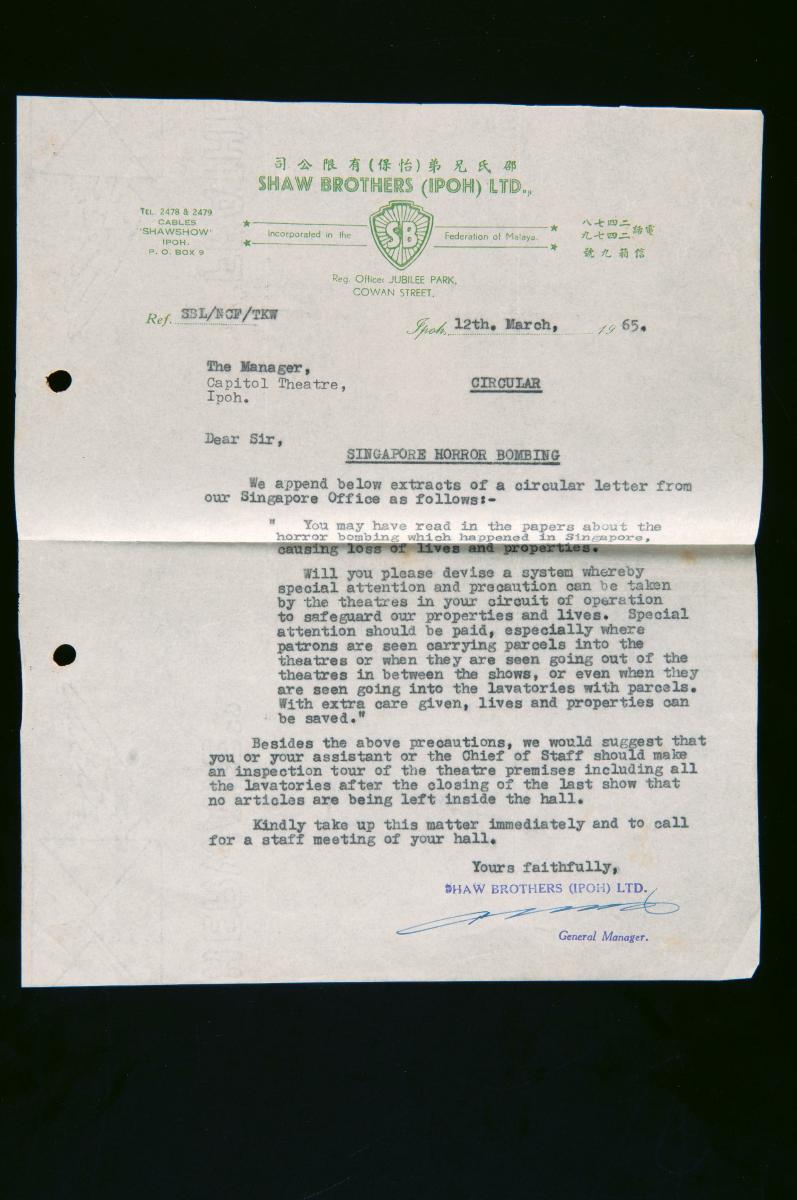 司公限有(保怡)弟兄氏邵
SHAW BROTHERS (IPOH) LTD.,
TEL. 2478 & 2479
CABLES
'SHAWSHOW'
IPOH.
P. O. BOX 9
Incorporated in the
SB
Federation of Malaya.
八七四二
九七四二
話電
號九箱信
Reg. Office: JUBILEE PARK,
COWAN STREET,
Ref. SBL/NCF/TKW
Ipoh, 12th. March, 1965.
The Manager,
Capitol Theatre,
Ipoh.
CIRCULAR
Dear Sir,
SINGAPORE HORROR BOMBING
We append below extracts of a circular letter from
our Singapore Office as follows:-
" You may have read in the papers about the
horror bombing which happened in Singapore,
causing loss of lives and properties.
Will you please devise a system whereby
special attention and precaution can be taken
by the theatres in your circuit of operation
to safeguard our properties and lives. Special
attention should be paid, especially where
patrons are seen carrying parcels into the
theatres or when they are seen going out of the
theatres in between the shows, or even when they
are seen going into the lavatories with parcels.
With extra care given, lives and properties can
be saved."
Besides the above precautions, we would suggest that
you or your assistant or the Chief of Staff should make
an inspection tour of the theatre premises including all
the lavatories after the closing of the last show that
no articles are being left inside the hall.
Kindly take up this matter immediately and to call
for a staff meeting of your hall.
Yours faithfully,
SHAW BROTHERS (IPOH) LTD.
General Manager.